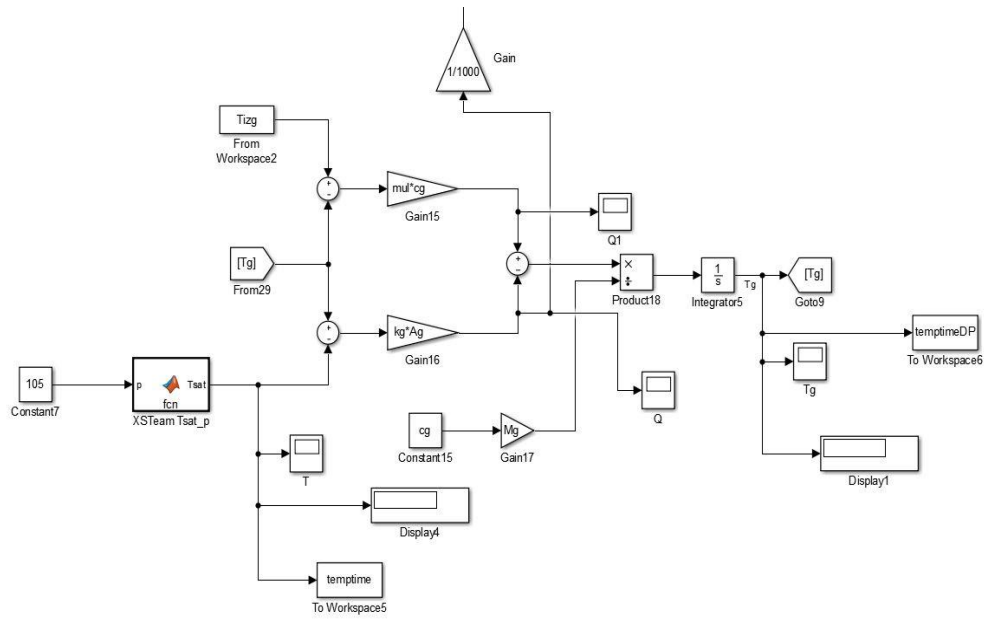 Gain
1/1000
Tizg
From
Workspace2
+
-
mul*cg
Gain15
Q1
[Tg]
From29
+
-
×
÷
Product18
1
s
Integrator5
Tg
[Tg]
Goto9
+
-
kg*Ag
Gain16
temptimeDP
To Workspace6
Tg
105
Constant7
p
Tsat
fcn
XSTeam Tsat_p
Q
cg
Constant15
Mg
Gain17
T
Display1
Display4
temptime
To Workspace5